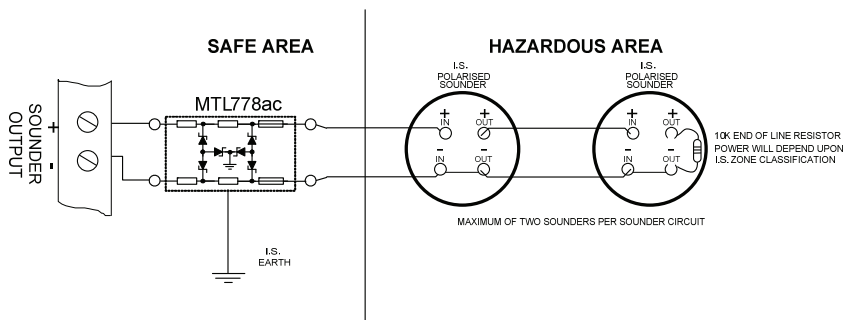 SAFE AREA
HAZARDOUS AREA
I.S.
POLARISED
SOUNDER
I.S.
POLARISED
SOUNDER
MTL778ac
SOUNDER
OUTPUT
+
-
+ +
IN OUT
- -
IN OUT
+ +
IN OUT
- -
IN OUT
10K END OF LINE RESISTOR
POWER WILL DEPEND UPON
I.S. ZONE CLASSIFICATION
MAXIMUM OF TWO SOUNDERS PER SOUNDER CIRCUIT
I.S.
EARTH